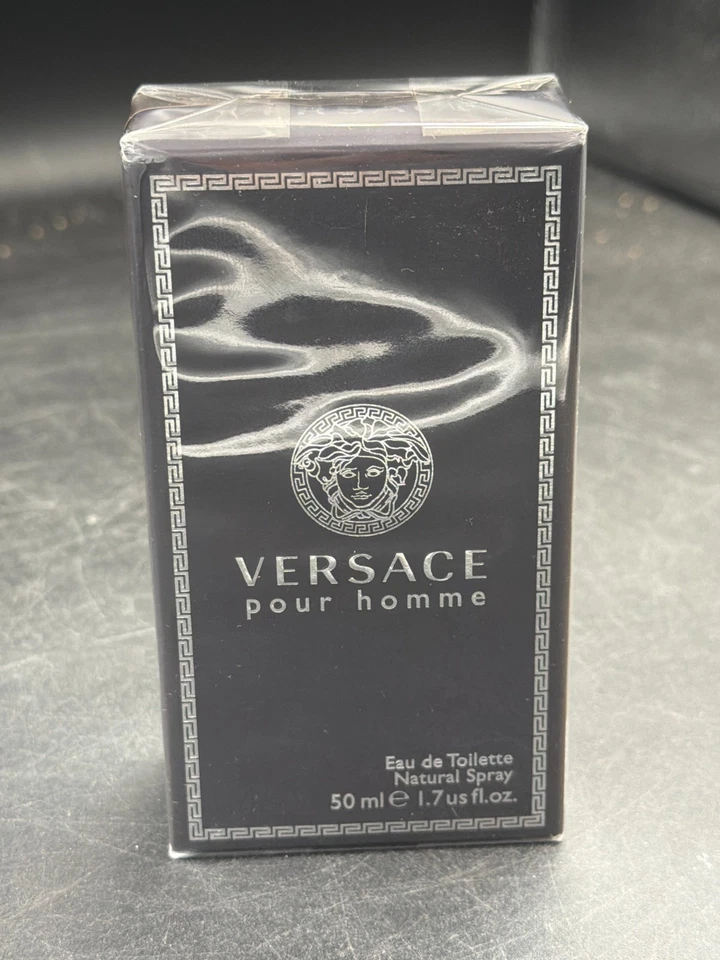 VERSACE
pour homme
Eau de Toilette
Natural Spray
50 ml ℮ 1.7 us fl.oz.